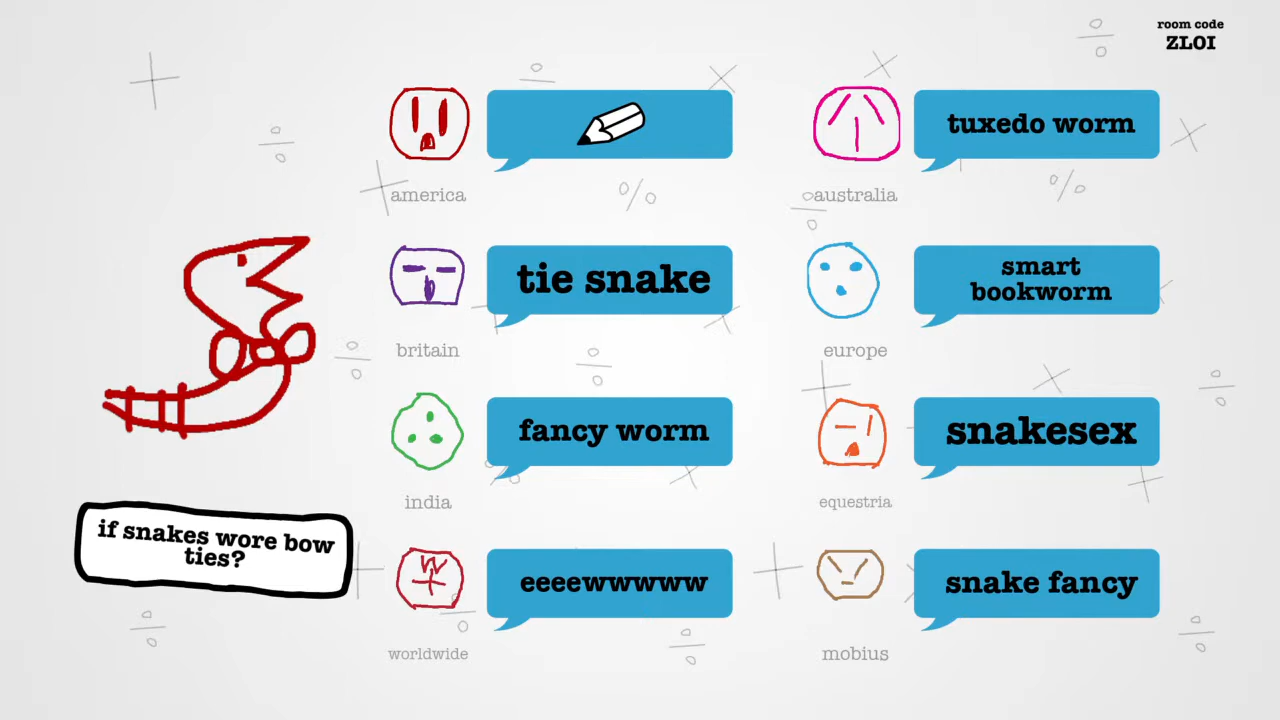 room code
ZLOI
america
tuxedo worm
australia
tie snake
britain
smart
bookworm
europe
fancy worm
india
snakesex
equestria
if snakes wore bow
ties?
eeeewwwww
worldwide
snake fancy
mobius